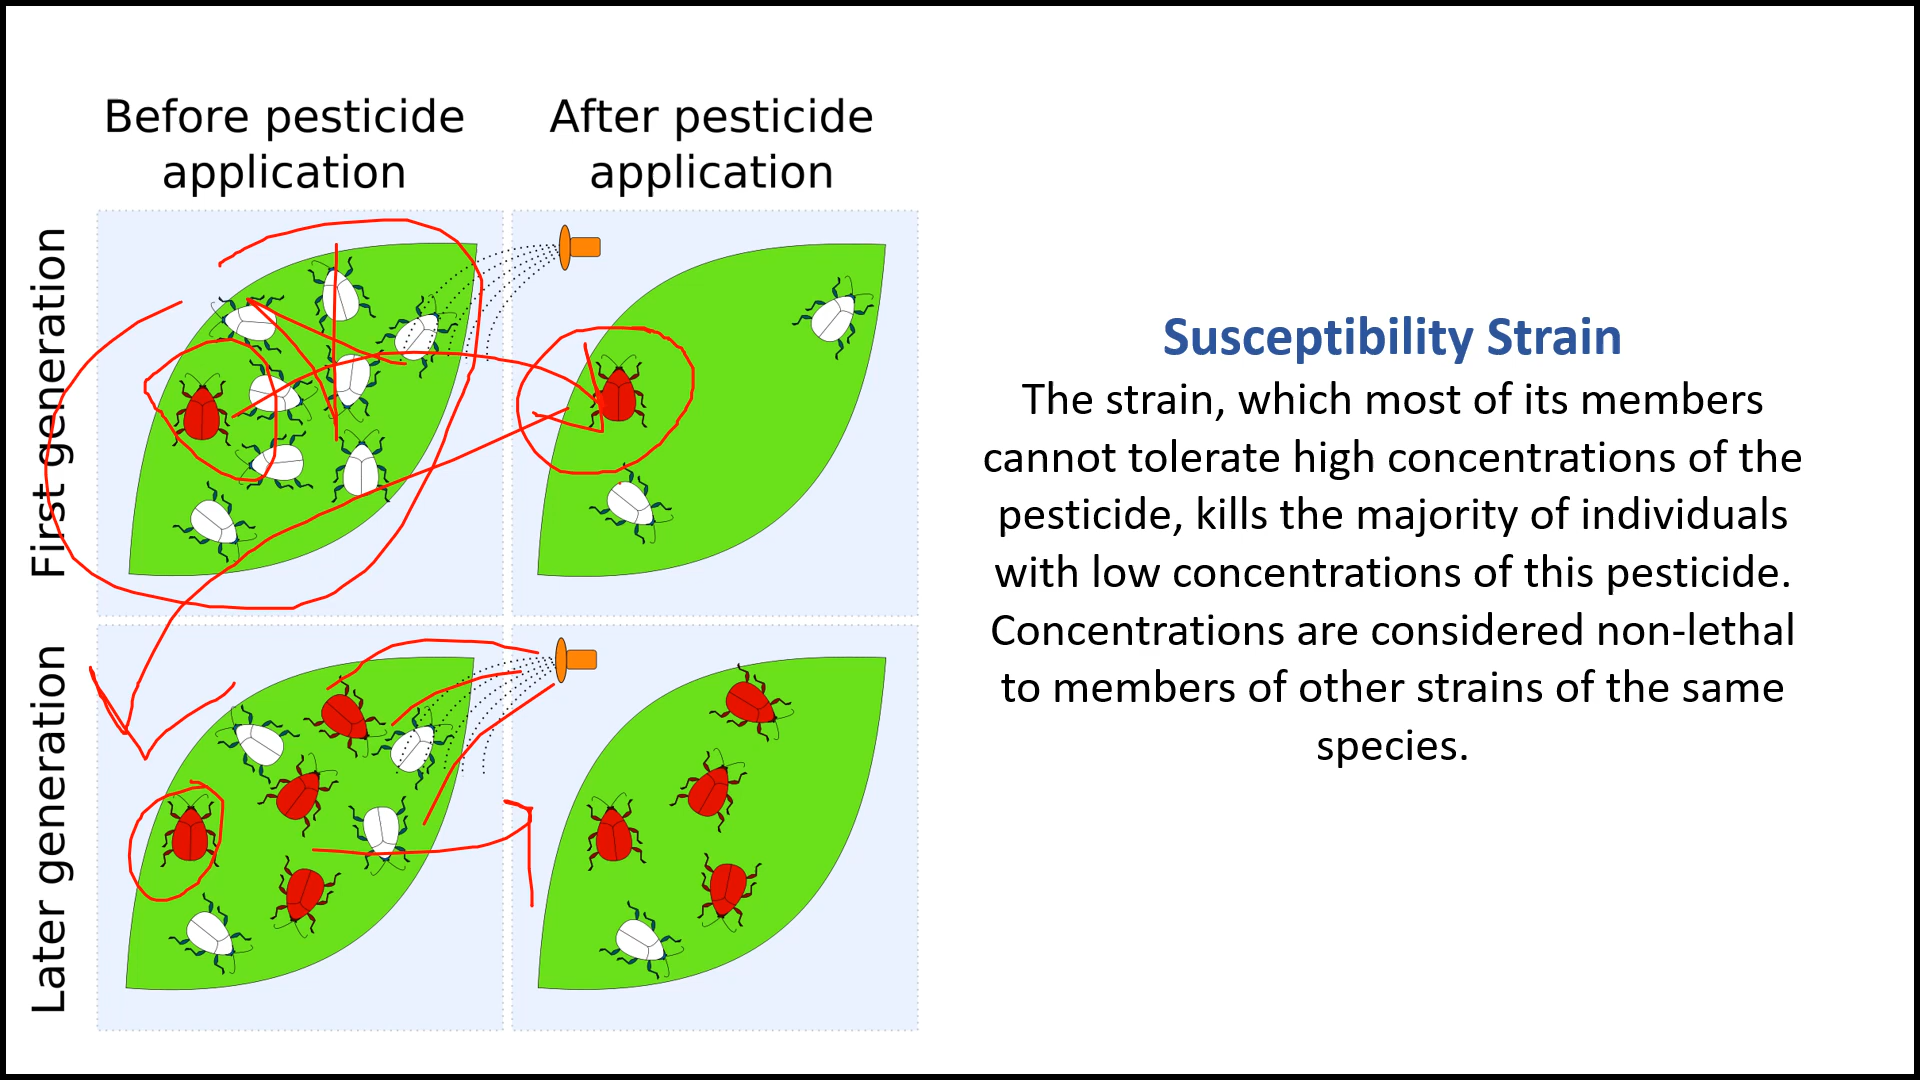 Before pesticide
application
After pesticide
application
First generation
Later generation
Susceptibility Strain
The strain, which most of its members
cannot tolerate high concentrations of the
pesticide, kills the majority of individuals
with low concentrations of this pesticide.
Concentrations are considered non-lethal
to members of other strains of the same
species.